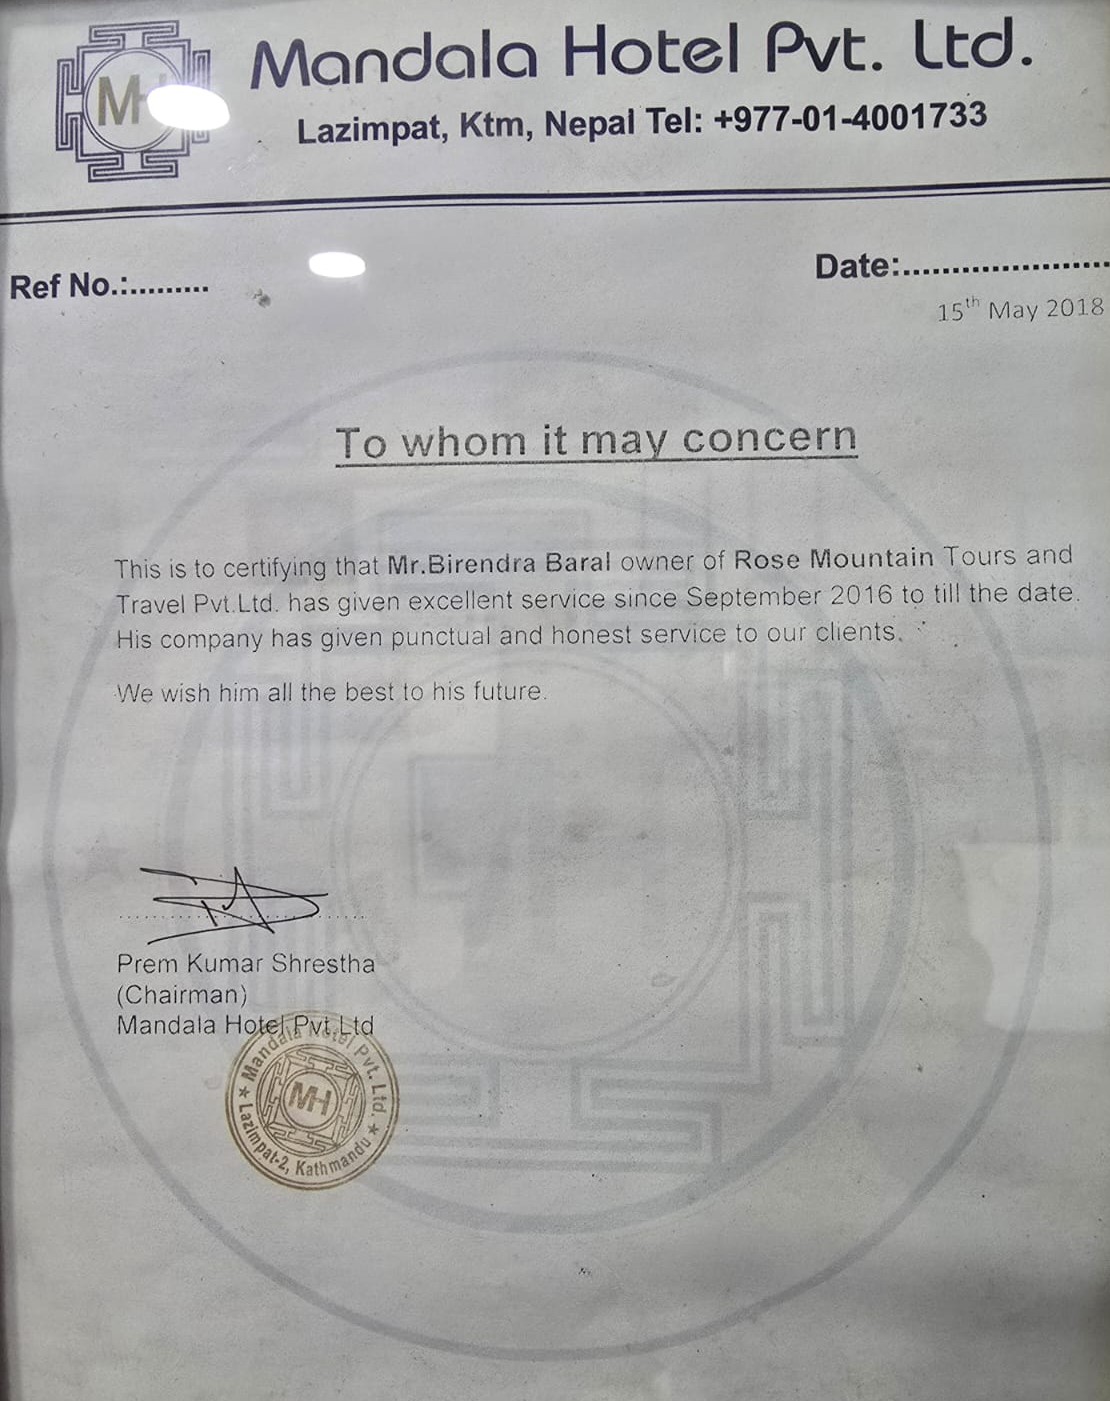 Mandala Hotel Pvt. Ltd.
Lazimpat, Ktm, Nepal Tel: +977-01-4001733
Ref No.:.........
Date:......................
15th May 2018
To whom it may concern
This is to certifying that Mr.Birendra Baral owner of Rose Mountain Tours and
Travel Pvt.Ltd. has given excellent service since September 2016 to till the date.
His company has given punctual and honest service to our clients.
We wish him all the best to his future.
Prem Kumar Shrestha
(Chairman)
Mandala Hotel Pvt.Ltd
Mandala Hotel Pvt. Ltd.
MH
Lazimpat-2, Kathmandu